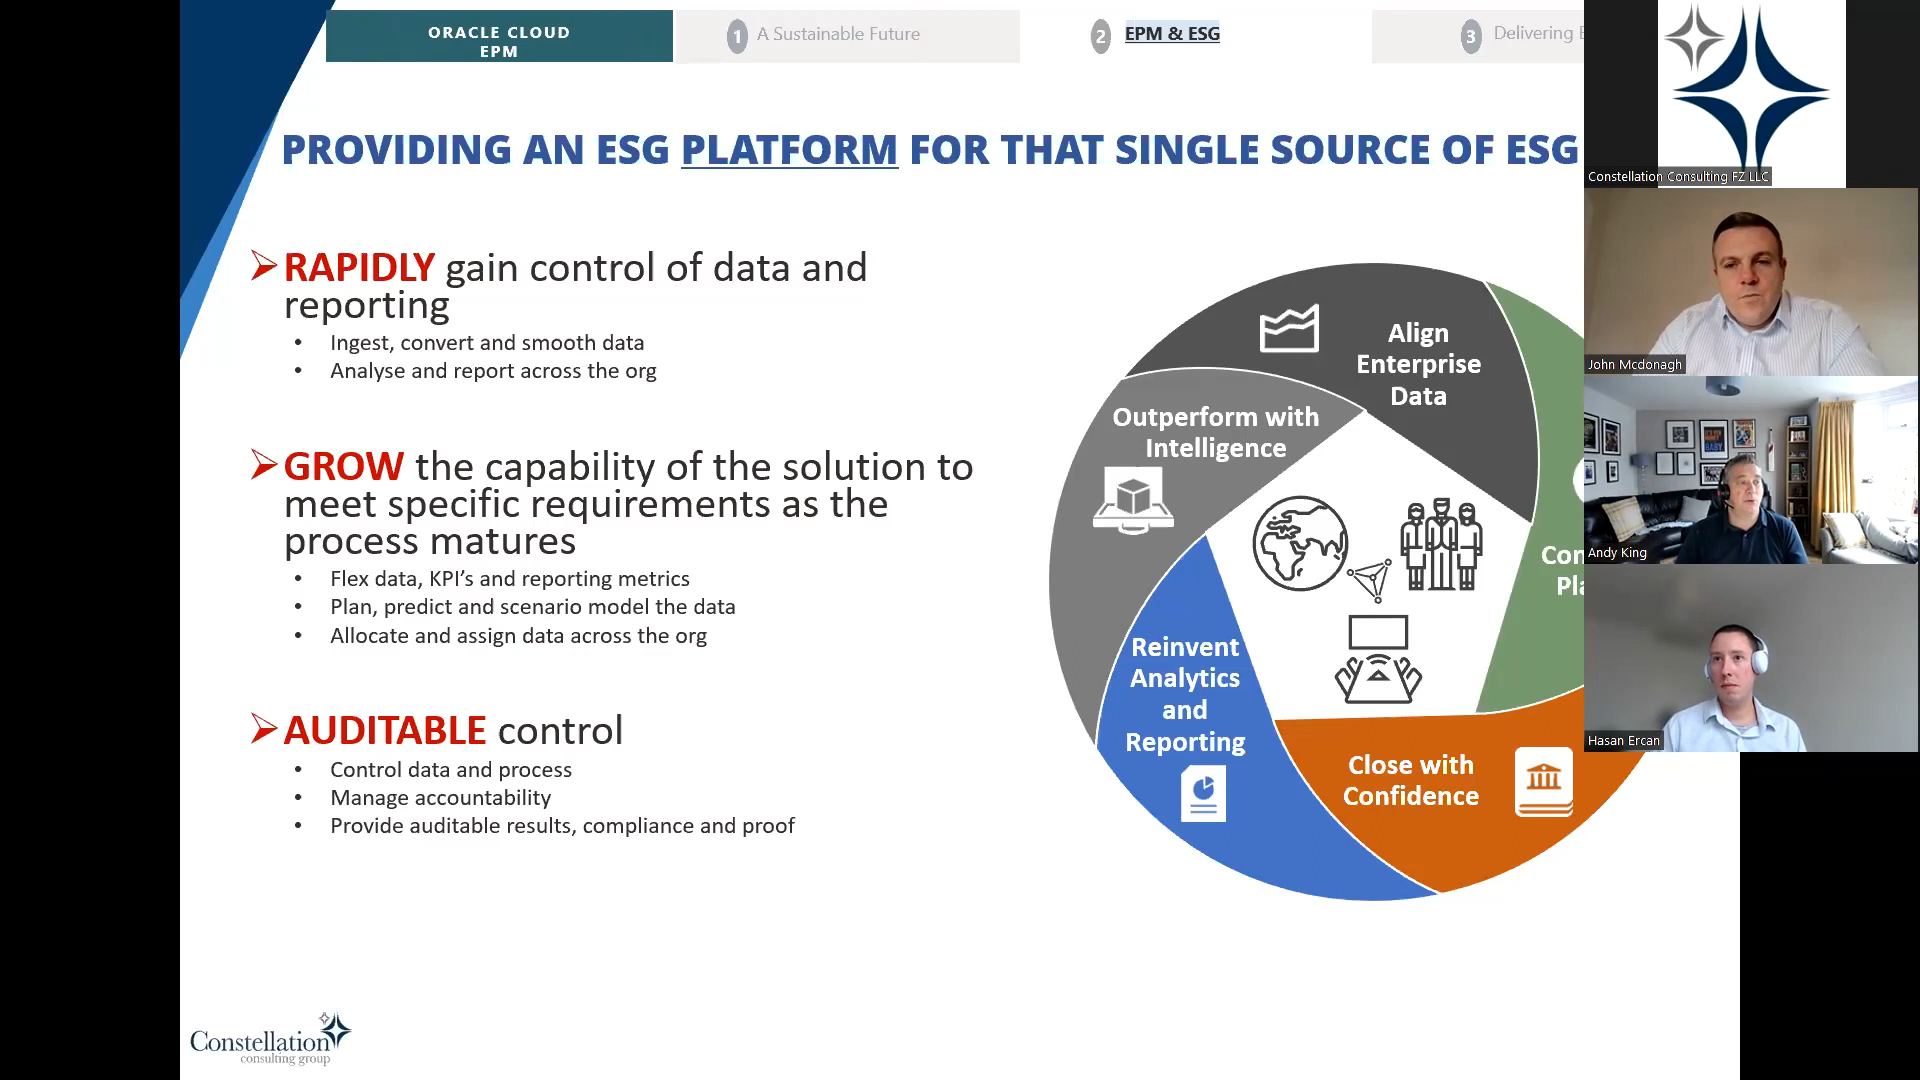 ORACLE CLOUD
EPM
1 A Sustainable Future
2 EPM & ESG
3 Delivering
PROVIDING AN ESG PLATFORM FOR THAT SINGLE SOURCE OF ESG
RAPIDLY gain control of data and
reporting
• Ingest, convert and smooth data
• Analyse and report across the org
GROW the capability of the solution to
meet specific requirements as the
process matures
• Flex data, KPI’s and reporting metrics
• Plan, predict and scenario model the data
• Allocate and assign data across the org
AUDITABLE control
• Control data and process
• Manage accountability
• Provide auditable results, compliance and proof
Align
Enterprise
Data
Outperform with
Intelligence
Reinvent
Analytics
and
Reporting
Close with
Confidence
Constellation Consulting FZ LLC
John Mcdonagh
Andy King
Hasan Ercan
Constellation
consulting group